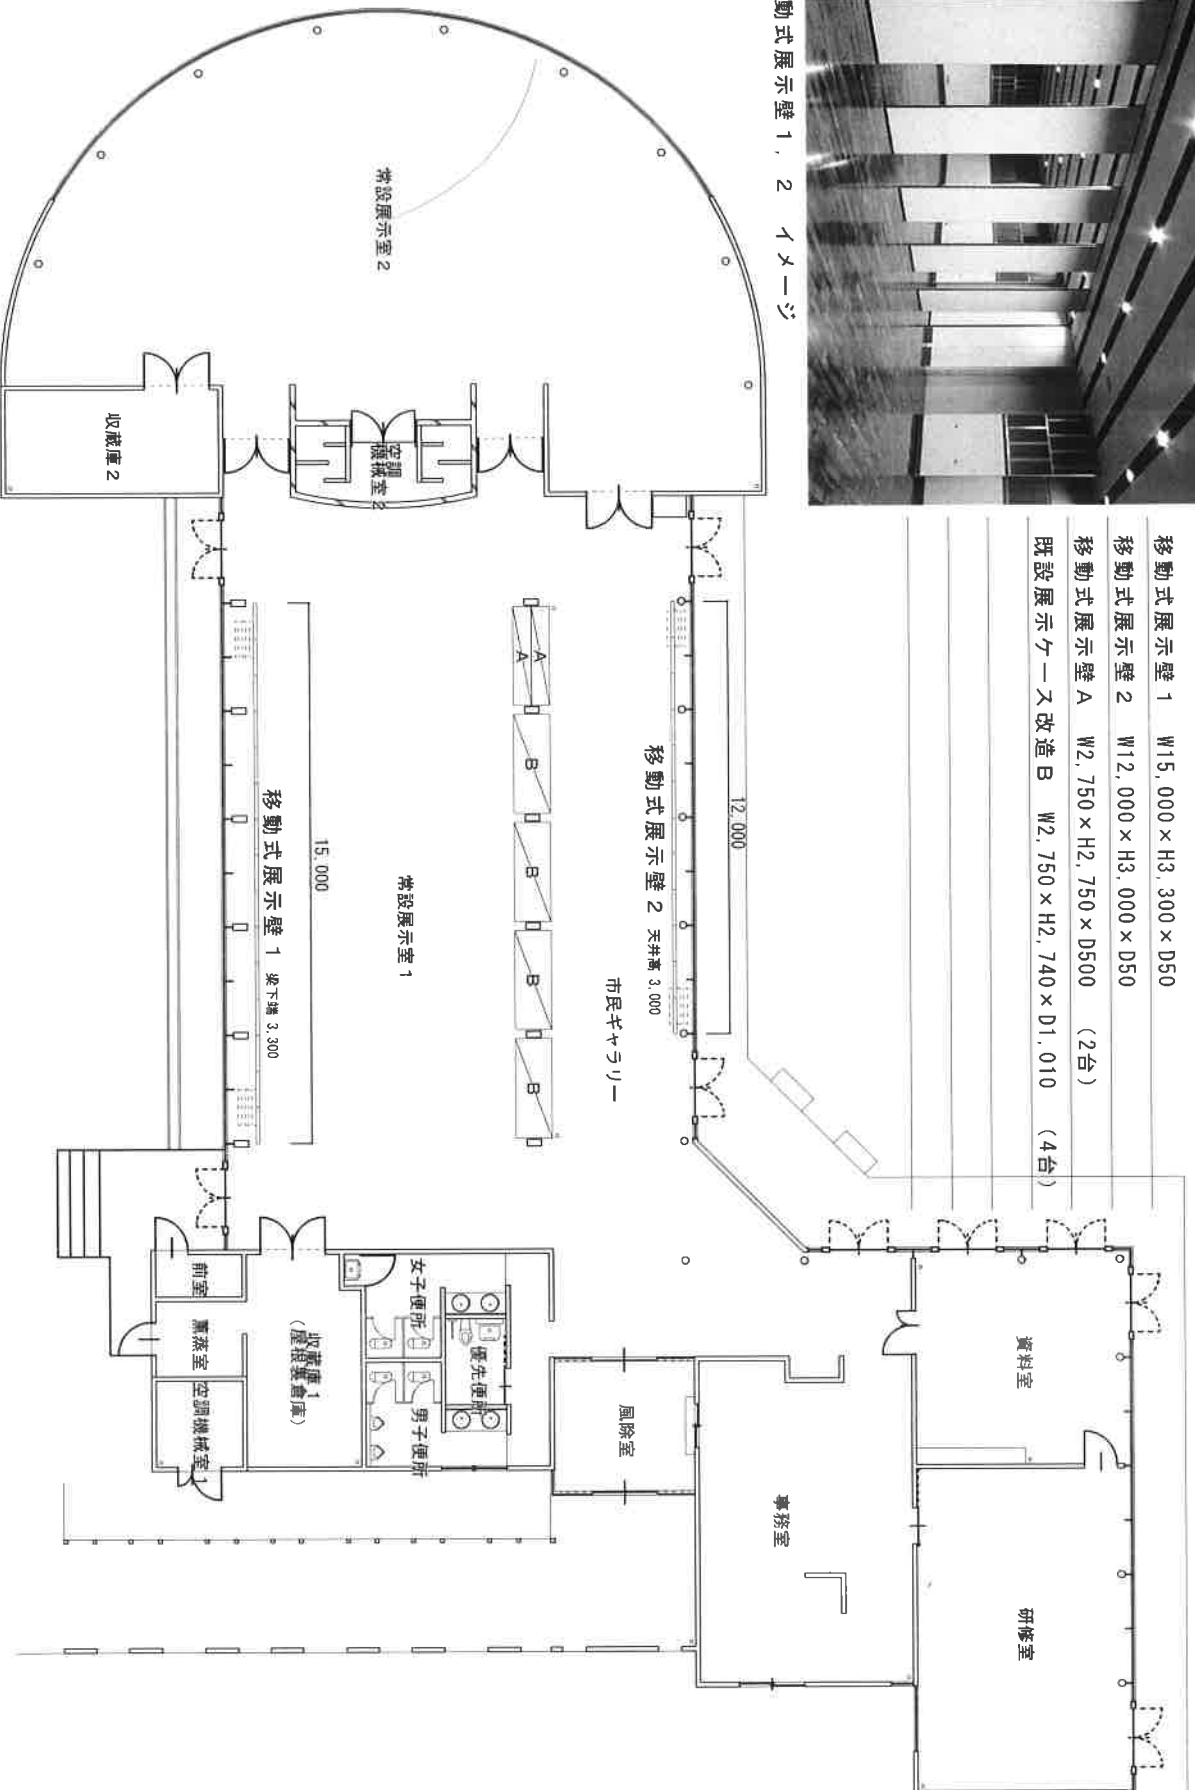 移動式展示壁1 W15,000×H3,300×D50
移動式展示壁2 W12,000×H3,000×D50
移動式展示壁A W2,750×H2,750×D500 (2台)
既設展示ケース改造B W2,750×H2,740×D1,010 (4台)
動式展示壁1, 2 イメージ
12,000
移動式展示壁2 天井高 3,000
市民ギャラリー
A
A
B
B
B
B
常設展示室1
15,000
移動式展示壁1 梁下端 3,300
常設展示室2
空調
機械室2
収蔵庫2
資料室
研修室
事務室
風除室
優先便所
女子便所
男子便所
収蔵庫1
(屋根裏倉庫)
前室
薫蒸室
空調機械室1